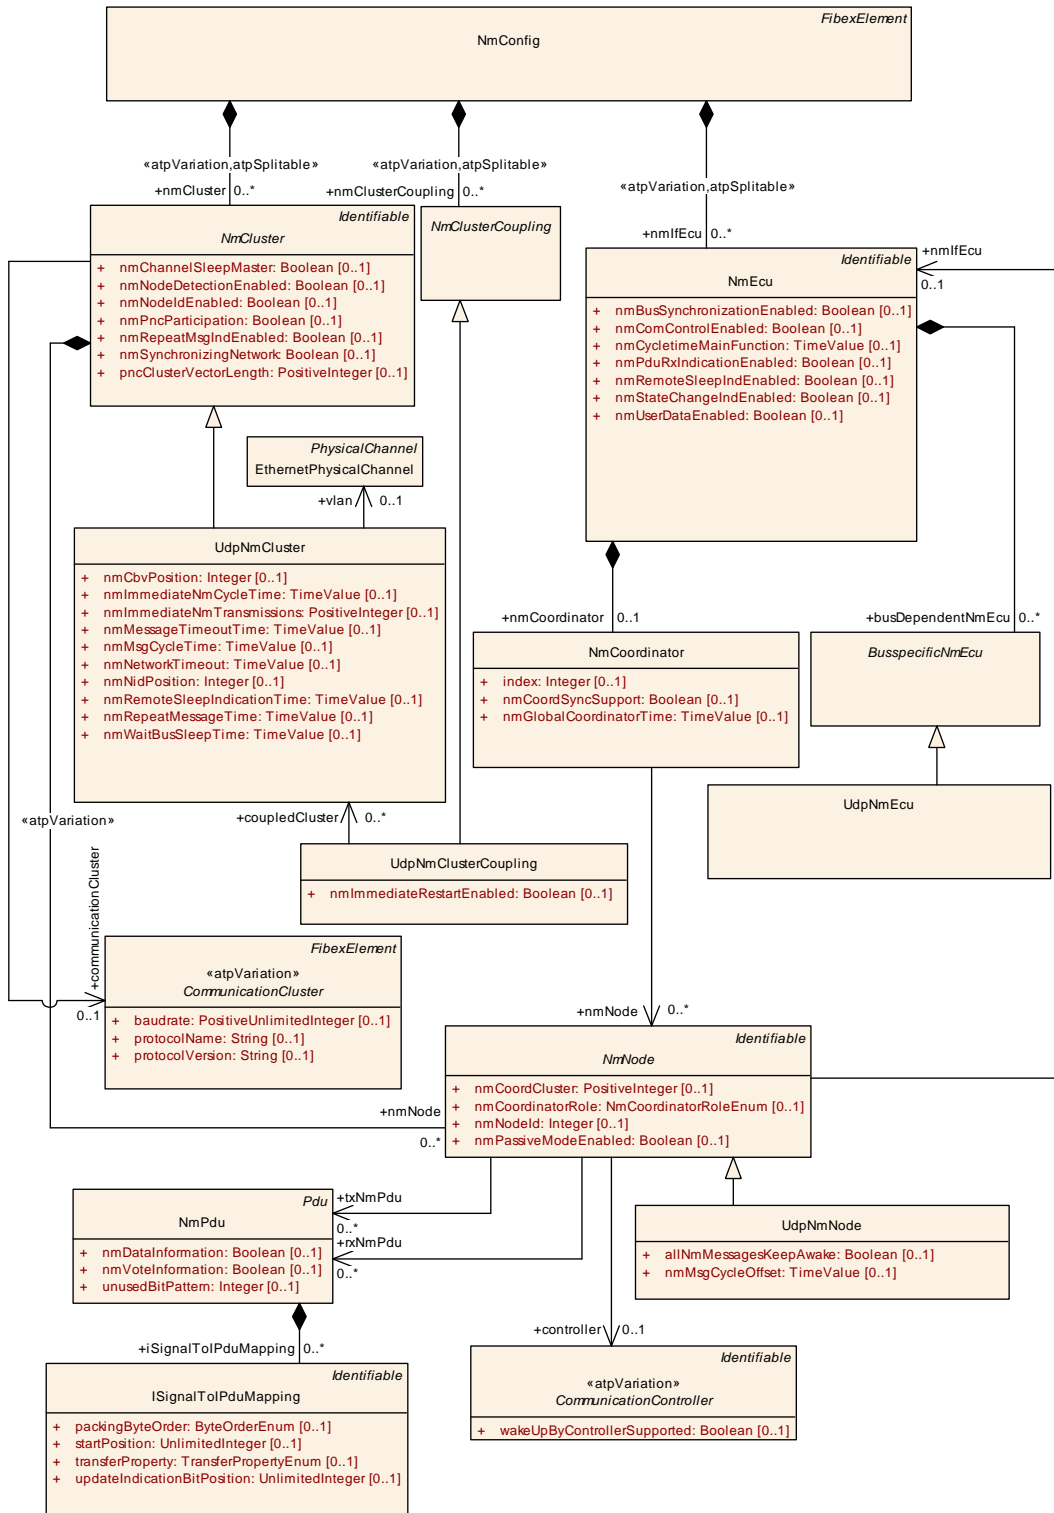 FibexElement
NmConfig
«atpVariation,atpSplitable»
+nmCluster 0..*
«atpVariation,atpSplitable»
+nmClusterCoupling 0..*
«atpVariation,atpSplitable»
+nmIfEcu 0..*
Identifiable
NmCluster
+ nmChannelSleepMaster: Boolean [0..1]
+ nmNodeDetectionEnabled: Boolean [0..1]
+ nmNodeIdEnabled: Boolean [0..1]
+ nmPncParticipation: Boolean [0..1]
+ nmRepeatMsgIndEnabled: Boolean [0..1]
+ nmSynchronizingNetwork: Boolean [0..1]
+ pncClusterVectorLength: PositiveInteger [0..1]
NmClusterCoupling
Identifiable
NmEcu
+ nmBusSynchronizationEnabled: Boolean [0..1]
+ nmComControlEnabled: Boolean [0..1]
+ nmCycletimeMainFunction: TimeValue [0..1]
+ nmPduRxIndicationEnabled: Boolean [0..1]
+ nmRemoteSleepIndEnabled: Boolean [0..1]
+ nmStateChangeIndEnabled: Boolean [0..1]
+ nmUserDataEnabled: Boolean [0..1]
+nmIfEcu
0..1
PhysicalChannel
EthernetPhysicalChannel
+vlan 0..1
UdpNmCluster
+ nmCbvPosition: Integer [0..1]
+ nmImmediateNmCycleTime: TimeValue [0..1]
+ nmImmediateNmTransmissions: PositiveInteger [0..1]
+ nmMessageTimeoutTime: TimeValue [0..1]
+ nmMsgCycleTime: TimeValue [0..1]
+ nmNetworkTimeout: TimeValue [0..1]
+ nmNidPosition: Integer [0..1]
+ nmRemoteSleepIndicationTime: TimeValue [0..1]
+ nmRepeatMessageTime: TimeValue [0..1]
+ nmWaitBusSleepTime: TimeValue [0..1]
+nmCoordinator 0..1
NmCoordinator
+ index: Integer [0..1]
+ nmCoordSyncSupport: Boolean [0..1]
+ nmGlobalCoordinatorTime: TimeValue [0..1]
+busDependentNmEcu 0..*
BusspecificNmEcu
UdpNmEcu
«atpVariation»
+coupledCluster 0..*
UdpNmClusterCoupling
+ nmImmediateRestartEnabled: Boolean [0..1]
+communicationCluster
0..1
FibexElement
«atpVariation»
CommunicationCluster
+ baudrate: PositiveUnlimitedInteger [0..1]
+ protocolName: String [0..1]
+ protocolVersion: String [0..1]
+nmNode 0..*
Identifiable
NmNode
+ nmCoordCluster: PositiveInteger [0..1]
+ nmCoordinatorRole: NmCoordinatorRoleEnum [0..1]
+ nmNodeId: Integer [0..1]
+ nmPassiveModeEnabled: Boolean [0..1]
+nmNode
0..*
+txNmPdu
0..*
+rxNmPdu
0..*
Pdu
NmPdu
+ nmDataInformation: Boolean [0..1]
+ nmVoteInformation: Boolean [0..1]
+ unusedBitPattern: Integer [0..1]
UdpNmNode
+ allNmMessagesKeepAwake: Boolean [0..1]
+ nmMsgCycleOffset: TimeValue [0..1]
+iSignalToIPduMapping 0..*
Identifiable
ISignalToIPduMapping
+ packingByteOrder: ByteOrderEnum [0..1]
+ startPosition: UnlimitedInteger [0..1]
+ transferProperty: TransferPropertyEnum [0..1]
+ updateIndicationBitPosition: UnlimitedInteger [0..1]
+controller 0..1
Identifiable
«atpVariation»
CommunicationController
+ wakeUpByControllerSupported: Boolean [0..1]